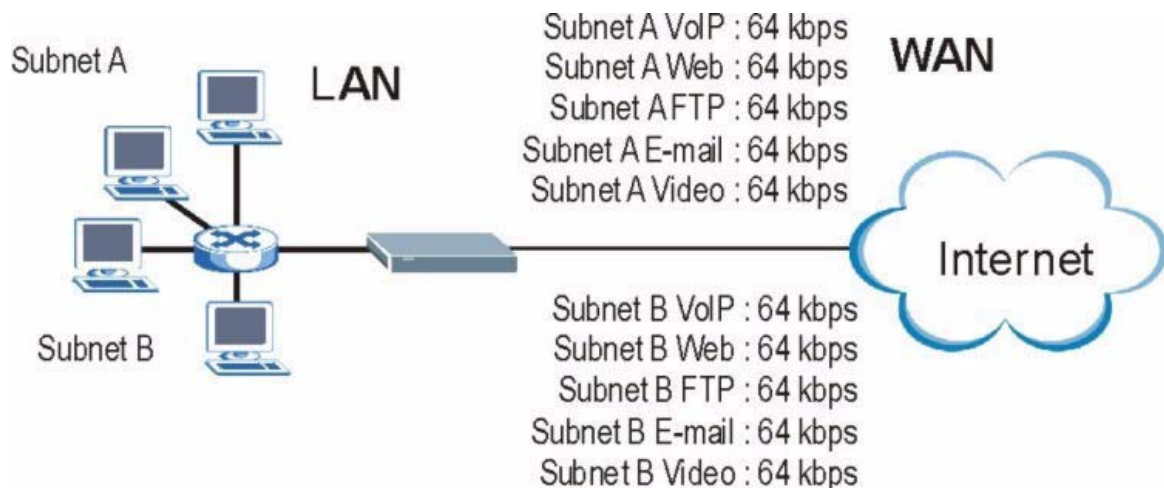 Subnet A
LAN
Subnet B
Subnet A VoIP : 64 kbps
Subnet A Web : 64 kbps
Subnet A FTP : 64 kbps
Subnet A E-mail : 64 kbps
Subnet A Video : 64 kbps
WAN
Internet
Subnet B VoIP : 64 kbps
Subnet B Web : 64 kbps
Subnet B FTP : 64 kbps
Subnet B E-mail : 64 kbps
Subnet B Video : 64 kbps